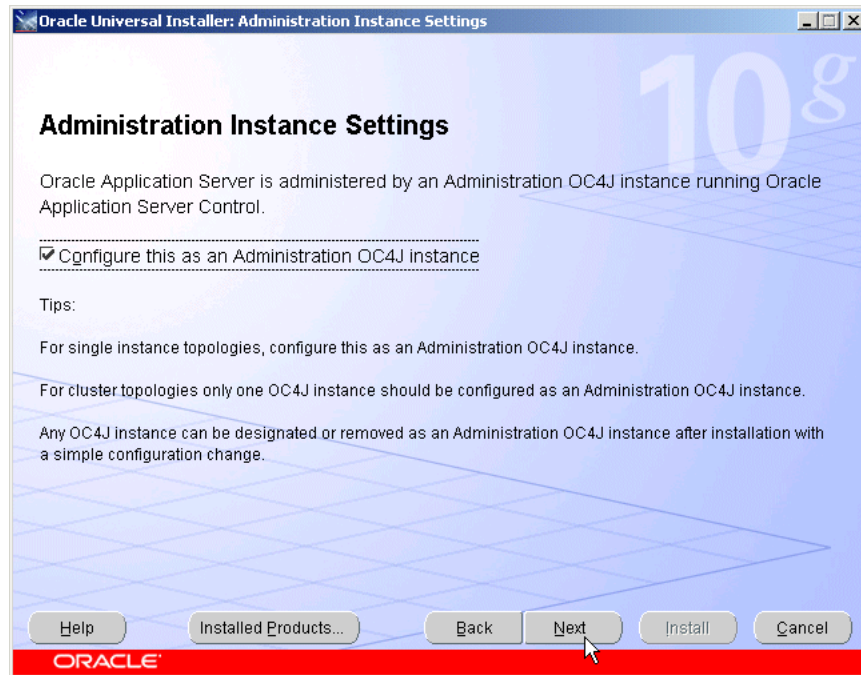 Oracle Universal Installer: Administration Instance Settings
10g
Administration Instance Settings
Oracle Application Server is administered by an Administration OC4J instance running Oracle
Application Server Control.
Configure this as an Administration OC4J instance
Tips:
For single instance topologies, configure this as an Administration OC4J instance.
For cluster topologies only one OC4J instance should be configured as an Administration OC4J instance.
Any OC4J instance can be designated or removed as an Administration OC4J instance after installation with
a simple configuration change.
Help Installed Products... Back Next Install Cancel
ORACLE